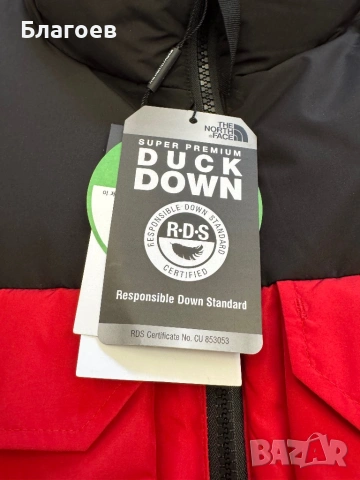 Благоев
THE
NORTH
FACE
SUPER PREMIUM
DUCK
DOWN
RESPONSIBLE DOWN STANDARD
R·D·S
CERTIFIED
Responsible Down Standard
RDS Certificate No. CU 853053
BAZAR